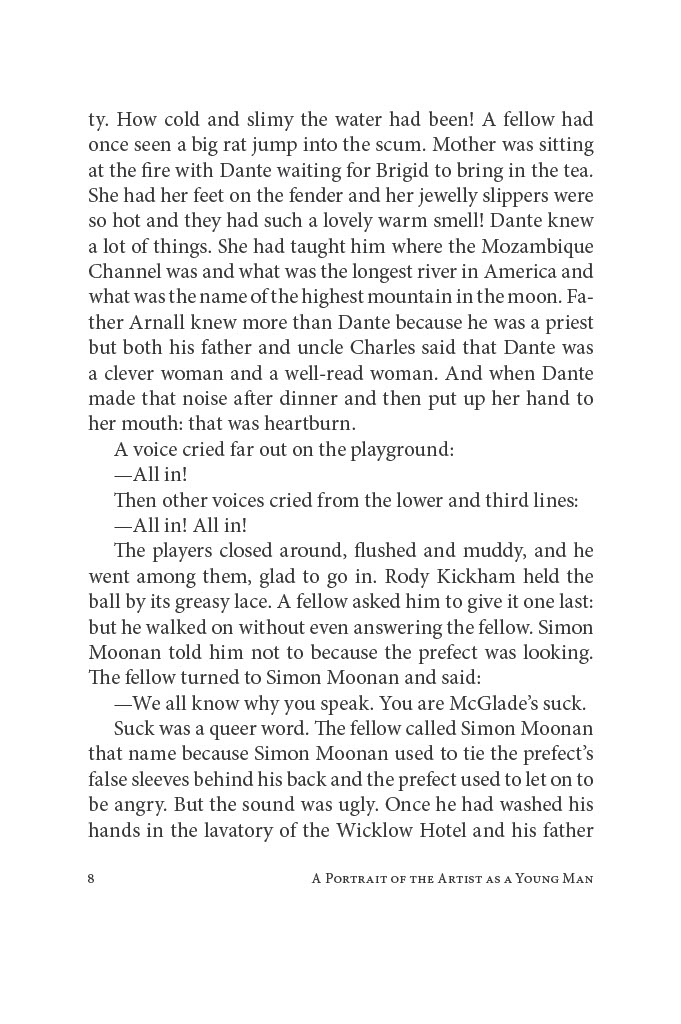 ty. How cold and slimy the water had been! A fellow had
once seen a big rat jump into the scum. Mother was sitting
at the fire with Dante waiting for Brigid to bring in the tea.
She had her feet on the fender and her jewelly slippers were
so hot and they had such a lovely warm smell! Dante knew
a lot of things. She had taught him where the Mozambique
Channel was and what was the longest river in America and
what was the name of the highest mountain in the moon. Fa-
ther Arnall knew more than Dante because he was a priest
but both his father and uncle Charles said that Dante was
a clever woman and a well-read woman. And when Dante
made that noise after dinner and then put up her hand to
her mouth: that was heartburn.
A voice cried far out on the playground:
—All in!
Then other voices cried from the lower and third lines:
—All in! All in!
The players closed around, flushed and muddy, and he
went among them, glad to go in. Rody Kickham held the
ball by its greasy lace. A fellow asked him to give it one last:
but he walked on without even answering the fellow. Simon
Moonan told him not to because the prefect was looking.
The fellow turned to Simon Moonan and said:
—We all know why you speak. You are McGlade’s suck.
Suck was a queer word. The fellow called Simon Moonan
that name because Simon Moonan used to tie the prefect’s
false sleeves behind his back and the prefect used to let on to
be angry. But the sound was ugly. Once he had washed his
hands in the lavatory of the Wicklow Hotel and his father
8 A Portrait of the Artist as a Young Man